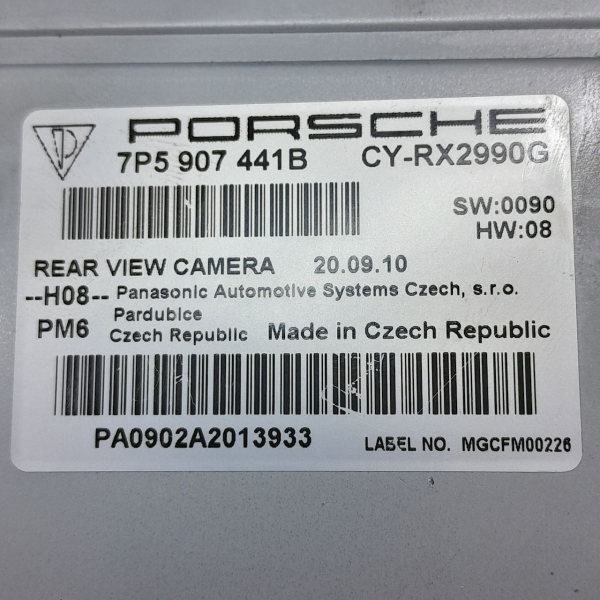 PORSCHE
7P5 907 441B CY-RX2990G
SW:0090
HW:08
REAR VIEW CAMERA 20.09.10
--H08-- Panasonic Automotive Systems Czech, s.r.o.
Pardubice
PM6 Czech Republic Made in Czech Republic
PA0902A2013933 LABEL NO. MGCFM00226